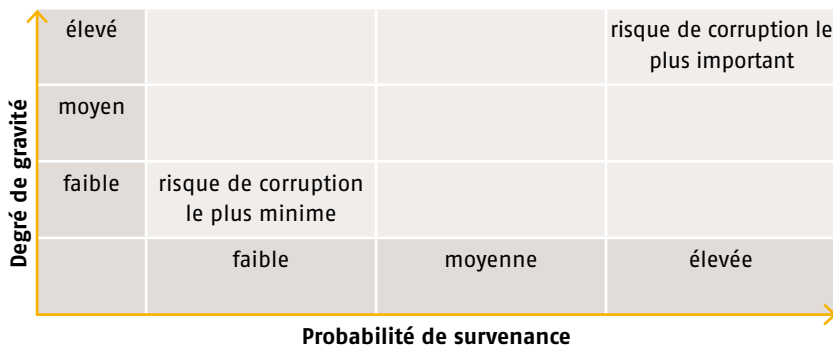 Degré de gravité
élevé
risque de corruption le
plus important
moyen
faible
risque de corruption
le plus minime
faible
moyenne
élevée
Probabilité de survenance